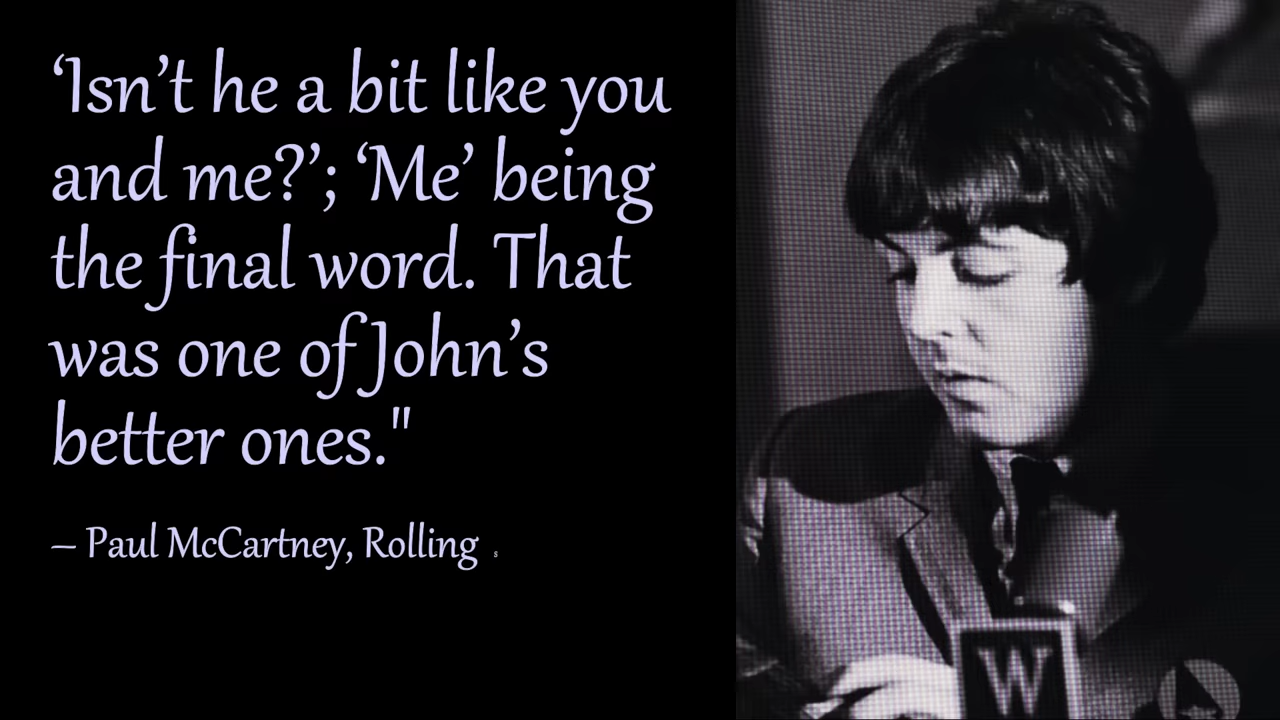 ‘Isn’t he a bit like you
and me?’; ‘Me’ being
the final word. That
was one of John’s
better ones."
– Paul McCartney, Rolling s
W